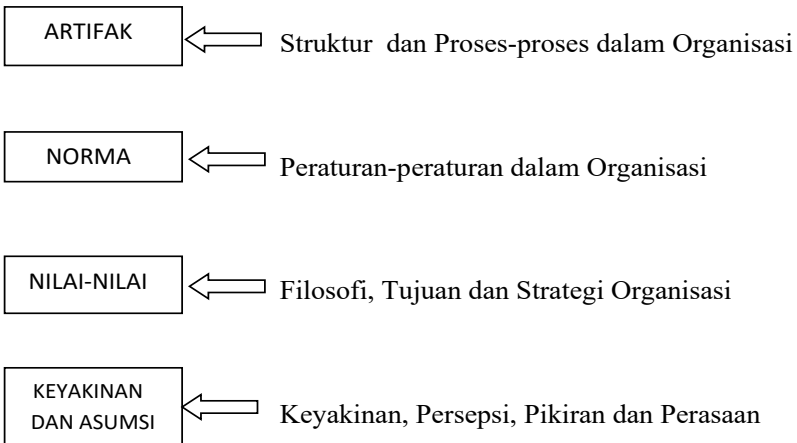 ARTIFAK
Struktur dan Proses-proses dalam Organisasi
NORMA
Peraturan-peraturan dalam Organisasi
NILAI-NILAI
Filosofi, Tujuan dan Strategi Organisasi
KEYAKINAN
DAN ASUMSI
Keyakinan, Persepsi, Pikiran dan Perasaan